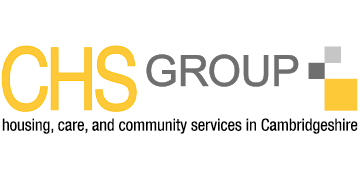 CHS GROUP
housing, care, and community services in Cambridgeshire